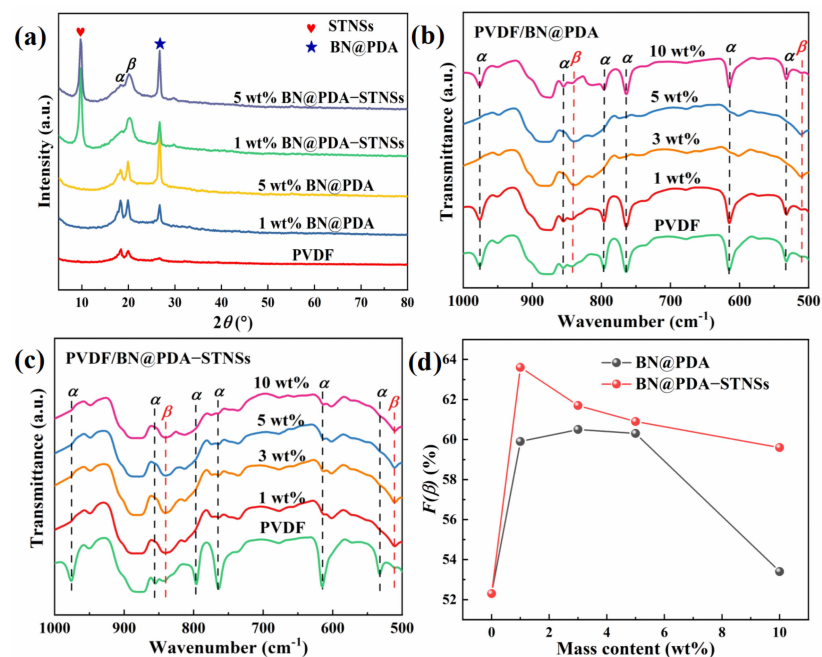 (a)
♥ STNSs
★ BN@PDA
α β
5 wt% BN@PDA−STNSs
1 wt% BN@PDA−STNSs
5 wt% BN@PDA
1 wt% BN@PDA
PVDF
Intensity (a.u.)
10 20 30 40 50 60 70 80
2θ (°)
(b)
PVDF/BN@PDA
10 wt%
α α β α α α α β
5 wt%
3 wt%
1 wt%
PVDF
Transmittance (a.u.)
1000 900 800 700 600 500
Wavenumber (cm-1)
(c)
PVDF/BN@PDA−STNSs
10 wt%
α α β α α α α β
5 wt%
3 wt%
1 wt%
PVDF
Transmittance (a.u.)
1000 900 800 700 600 500
Wavenumber (cm-1)
(d)
BN@PDA
BN@PDA−STNSs
F(β) (%)
64
62
60
58
56
54
52
0 2 4 6 8 10
Mass content (wt%)